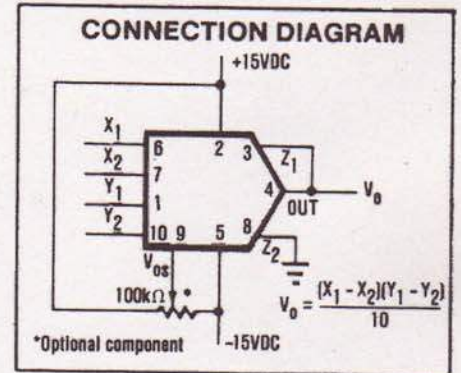 CONNECTION DIAGRAM
+15VDC
X₁
6
2
3
Z₁
X₂
7
4
V₀
Y₁
1
OUT
Y₂
10
9
5
8
Z₂
V_OS
100kΩ
*
V₀ = (X₁ - X₂)(Y₁ - Y₂) / 10
*Optional component
-15VDC